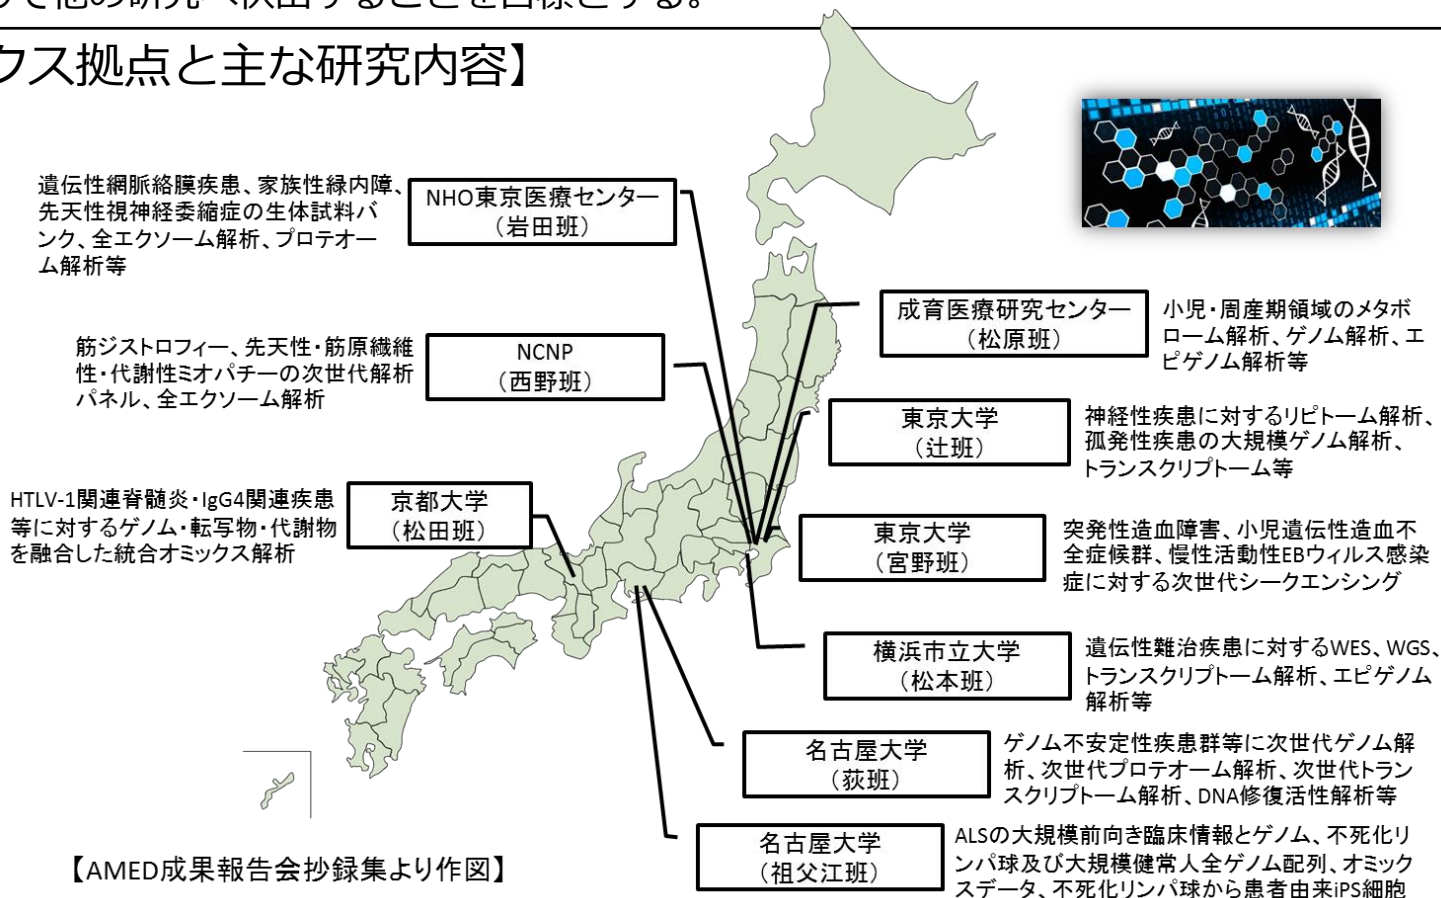 して他の研究へ供出することを目標とする。
クス拠点と主な研究内容】
遺伝性網脈絡膜疾患、家族性緑内障、
先天性視神経委縮症の生体試料バ
ンク、全エクソーム解析、プロテオー
ム解析等
NHO東京医療センター
（岩田班）
筋ジストロフィー、先天性・筋原繊維
性・代謝性ミオパチーの次世代解析
パネル、全エクソーム解析
NCNP
（西野班）
HTLV-1関連脊髄炎・IgG4関連疾患
等に対するゲノム・転写物・代謝物
を融合した統合オミックス解析
京都大学
（松田班）
成育医療研究センター
（松原班）
小児・周産期領域のメタボ
ローム解析、ゲノム解析、エ
ピゲノム解析等
東京大学
（辻班）
神経性疾患に対するリピトーム解析、
孤発性疾患の大規模ゲノム解析、
トランスクリプトーム等
東京大学
（宮野班）
突発性造血障害、小児遺伝性造血不
全症候群、慢性活動性EBウィルス感染
症に対する次世代シークエンシング
横浜市立大学
（松本班）
遺伝性難治疾患に対するWES、WGS、
トランスクリプトーム解析、エピゲノム
解析等
名古屋大学
（荻班）
ゲノム不安定性疾患群等に次世代ゲノム解
析、次世代プロテオーム解析、次世代トラン
スクリプトーム解析、DNA修復活性解析等
名古屋大学
（祖父江班）
ALSの大規模前向き臨床情報とゲノム、不死化リ
ンパ球及び大規模健常人全ゲノム配列、オミック
スデータ、不死化リンパ球から患者由来iPS細胞
【AMED成果報告会抄録集より作図】